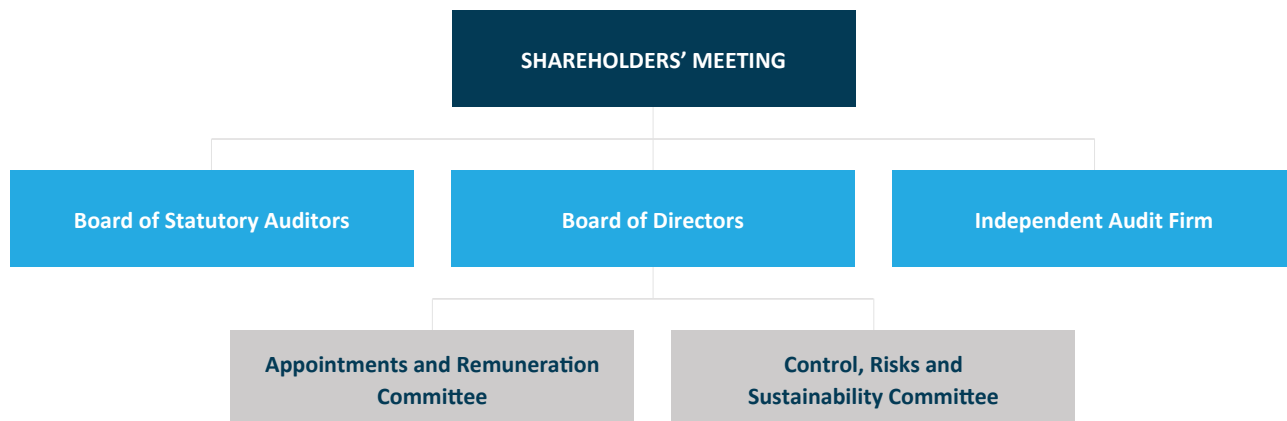 SHAREHOLDERS’ MEETING
Board of Statutory Auditors
Board of Directors
Independent Audit Firm
Appointments and Remuneration
Committee
Control, Risks and
Sustainability Committee